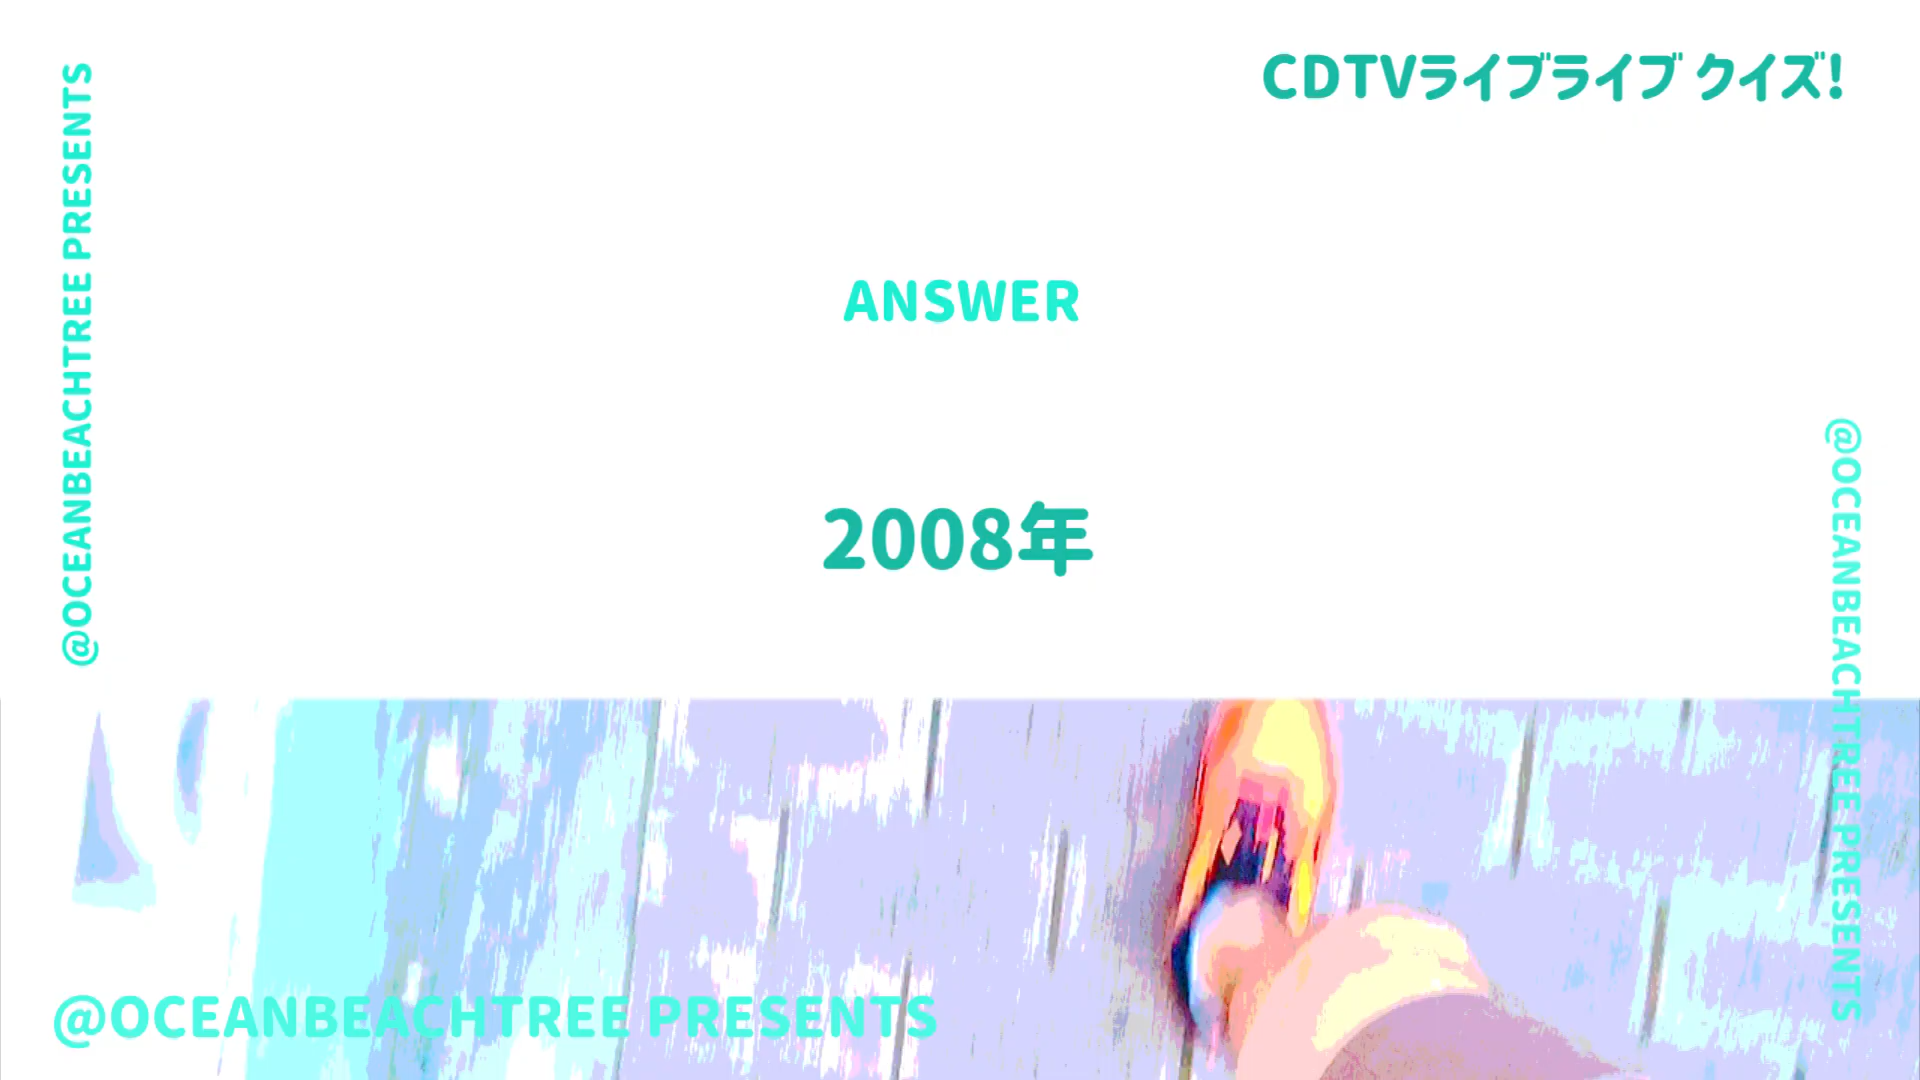 CDTVライブライブ クイズ!
@OCEANBEACHTREE PRESENTS
ANSWER
2008年
@OCEANBEACHTREE PRESENTS
@OCEANBEACHTREE PRESENTS